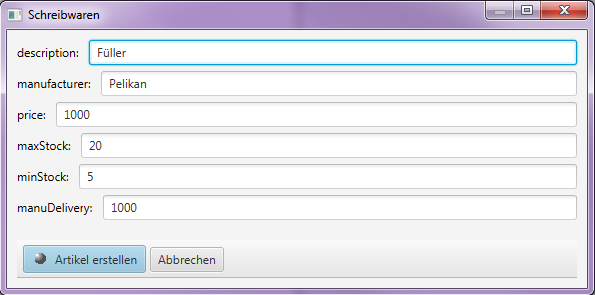 Schreibwaren
description: Füller
manufacturer: Pelikan
price: 1000
maxStock: 20
minStock: 5
manuDelivery: 1000
Artikel erstellen Abbrechen